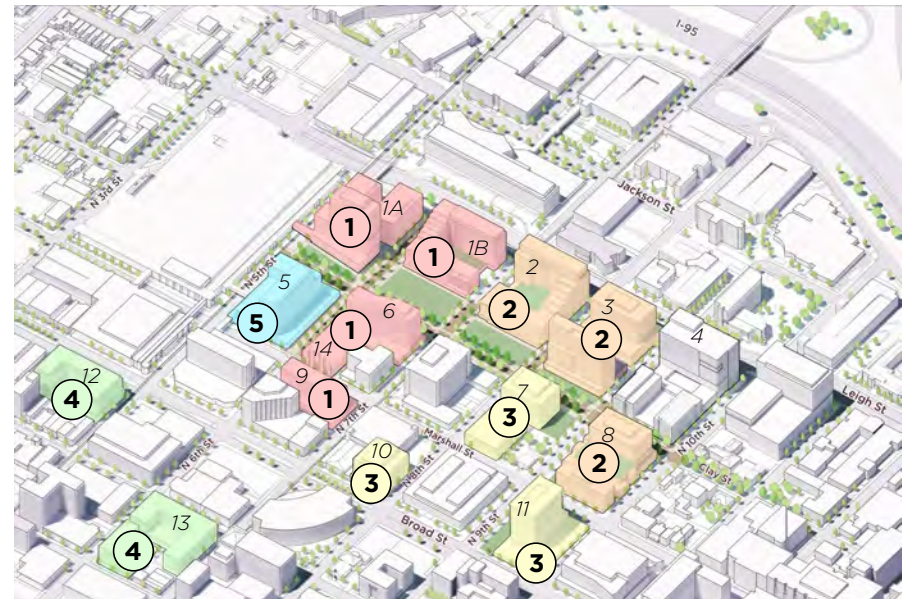 I-95
N 3rd St
Jackson St
1A
1
1B
1
N 5th St
5
2
6
2
3
2
4
5
1
14
9
1
12
4
7
3
Leigh St
N 7th St
Marshall St
N 10th St
8
2
Clay St
N 6th St
10
3
N 8th St
Broad St
N 9th St
11
3
13
4